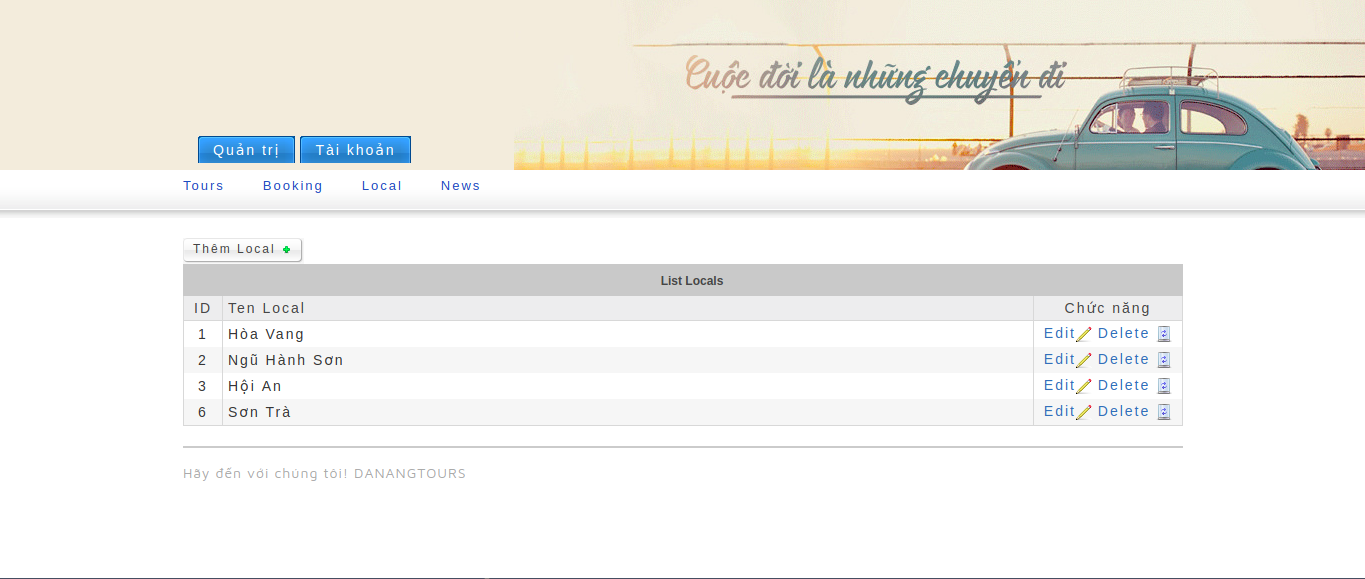 Cuộc đời là những chuyến đi
Quản trị Tài khoản
Tours Booking Local News
Thêm Local
List Locals
ID Ten Local Chức năng
1 Hòa Vang Edit Delete
2 Ngũ Hành Sơn Edit Delete
3 Hội An Edit Delete
6 Sơn Trà Edit Delete
Hãy đến với chúng tôi! DANANGTOURS